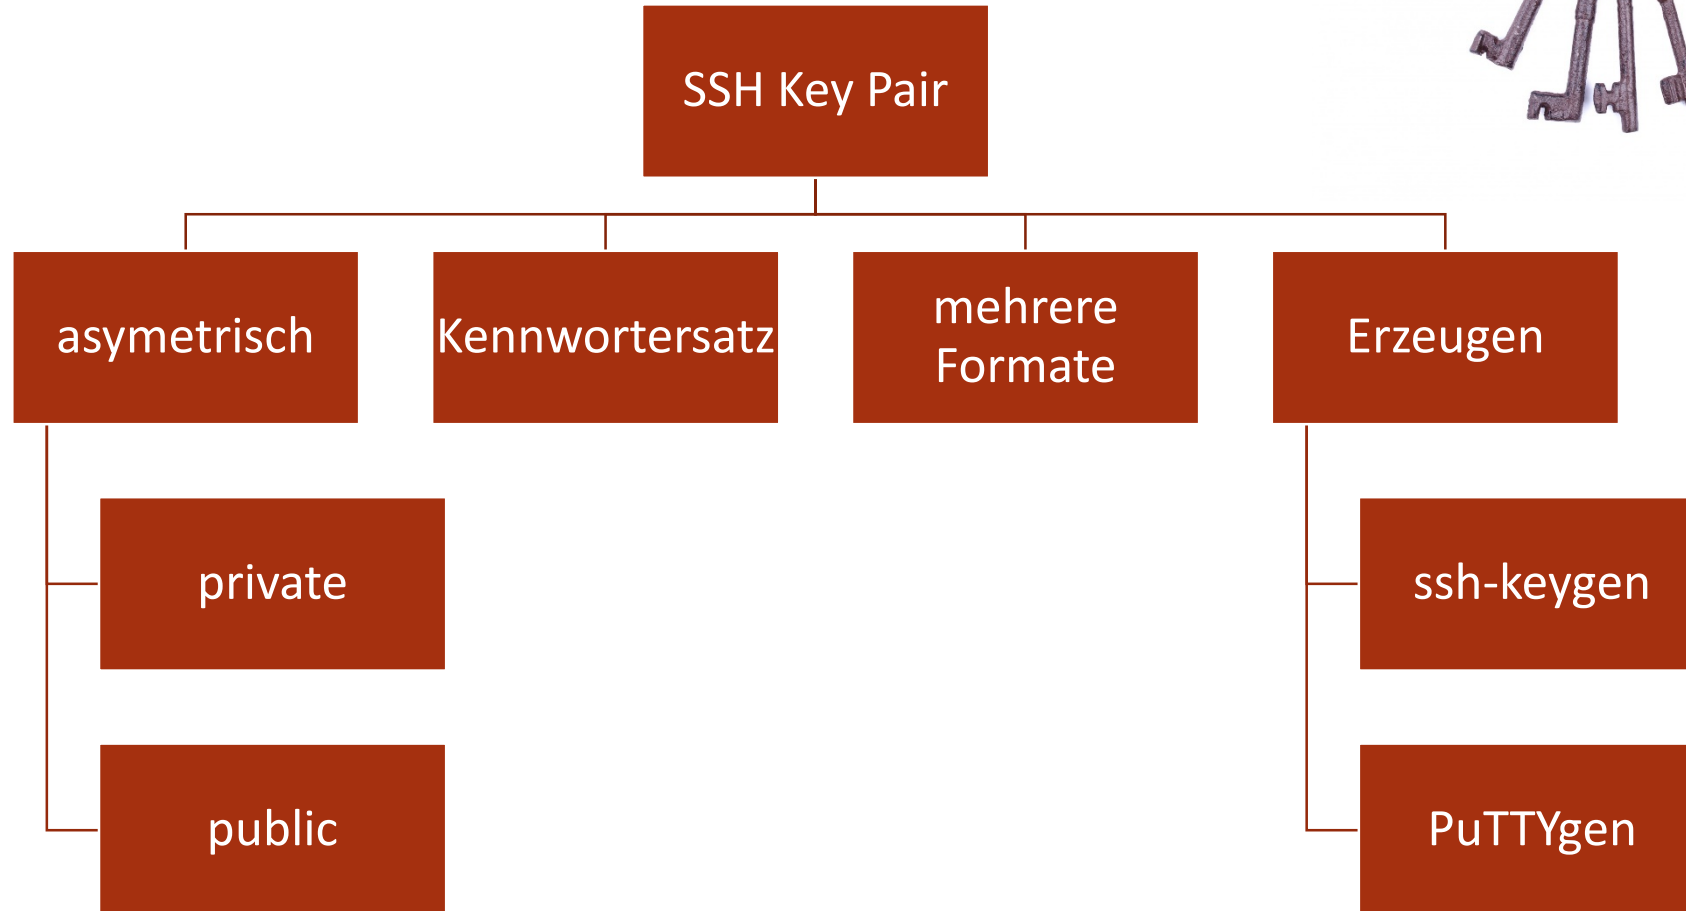 SSH Key Pair
asymetrisch
Kennwortersatz
mehrere
Formate
Erzeugen
private
ssh-keygen
public
PuTTYgen